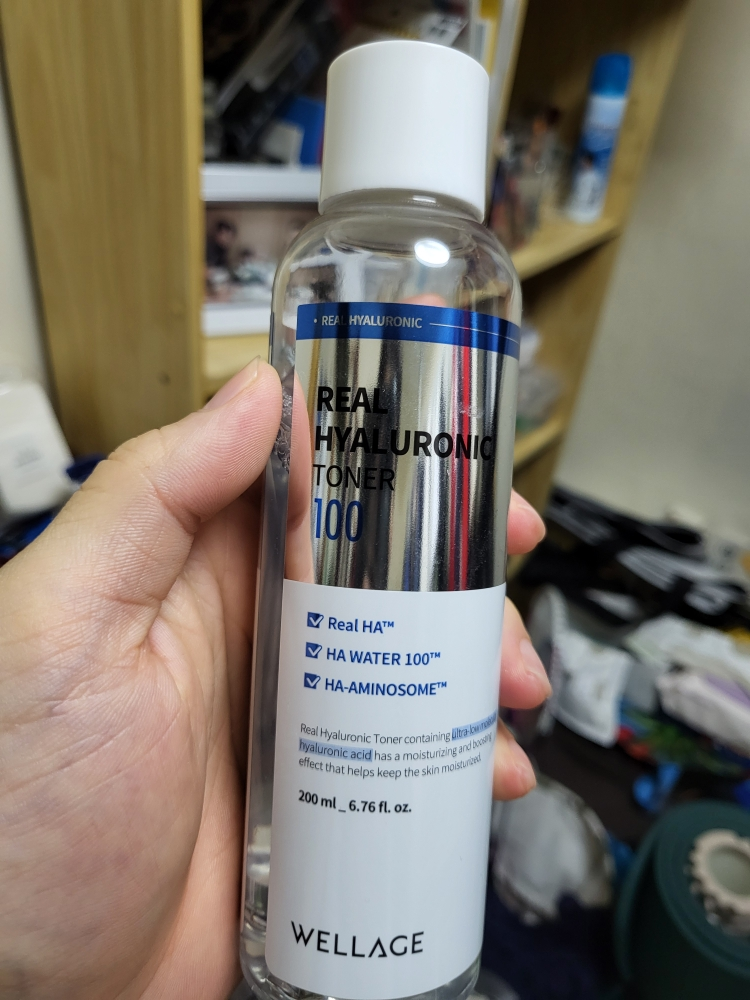 • REAL HYALURONIC
REAL
HYALURONIC
TONER
100
Real HA™
HA WATER 100™
HA-AMINOSOME™
Real Hyaluronic Toner containing ultra-low
hyaluronic acid has a moisturizing and boosting
effect that helps keep the skin moisturized.
200 ml _ 6.76 fl. oz.
WELLAGE